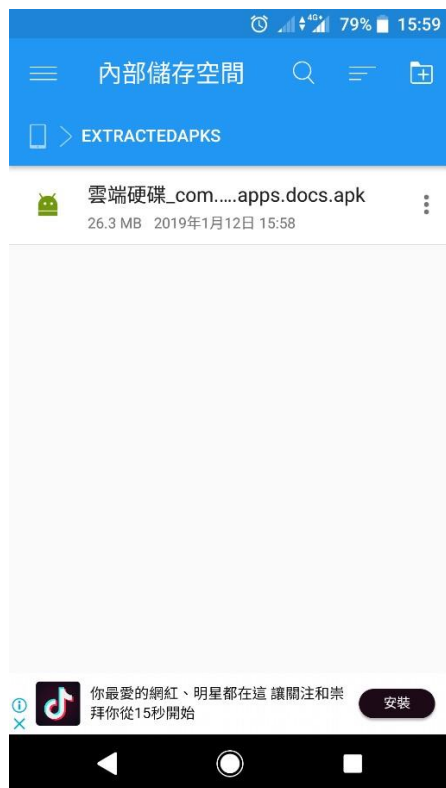 4G+ 79% 15:59
內部儲存空間
> EXTRACTEDAPKS
雲端硬碟_com.....apps.docs.apk
26.3 MB 2019年1月12日 15:58
你最愛的網紅、明星都在這 讓關注和崇
拜你從15秒開始
安裝